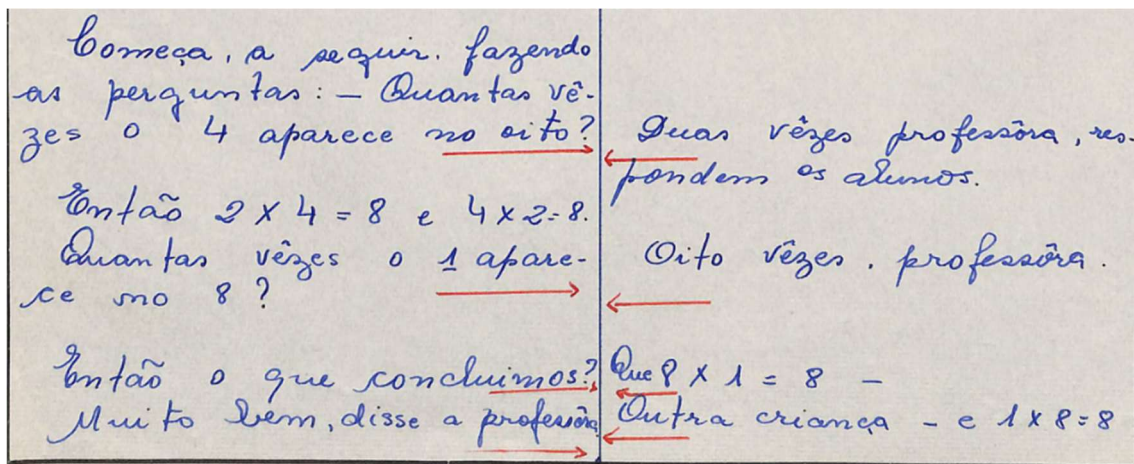 Começa, a seguir. fazendo
as perguntas: - Quantas vê-
zes o 4 aparece no oito?
Duas vêzes professôra, res-
pondem os alunos.
Então 2 x 4 = 8 e 4 x 2 = 8.
Quantas vêzes o 1 apare-
ce no 8?
Oito vêzes, professôra.
Então o que concluimos?
Que 8 x 1 = 8 -
Muito bem, disse a professôra
Outra criança - e 1 x 8 = 8